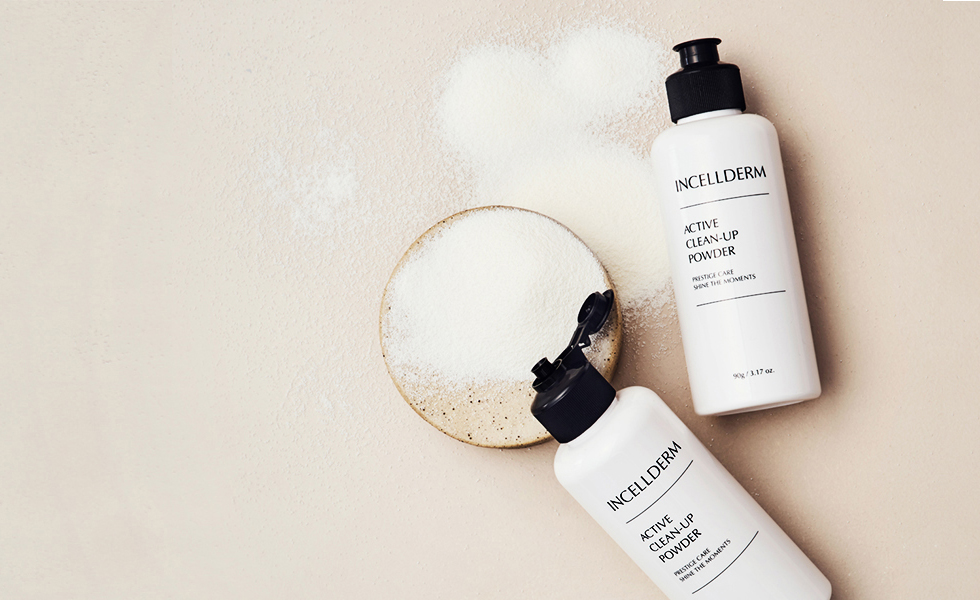 INCELLDERM
ACTIVE
CLEAN-UP
POWDER
PRESTIGE CARE
SHINE THE MOMENTS
90g / 3.17 oz.
INCELLDERM
ACTIVE
CLEAN-UP
POWDER
PRESTIGE CARE
SHINE THE MOMENTS